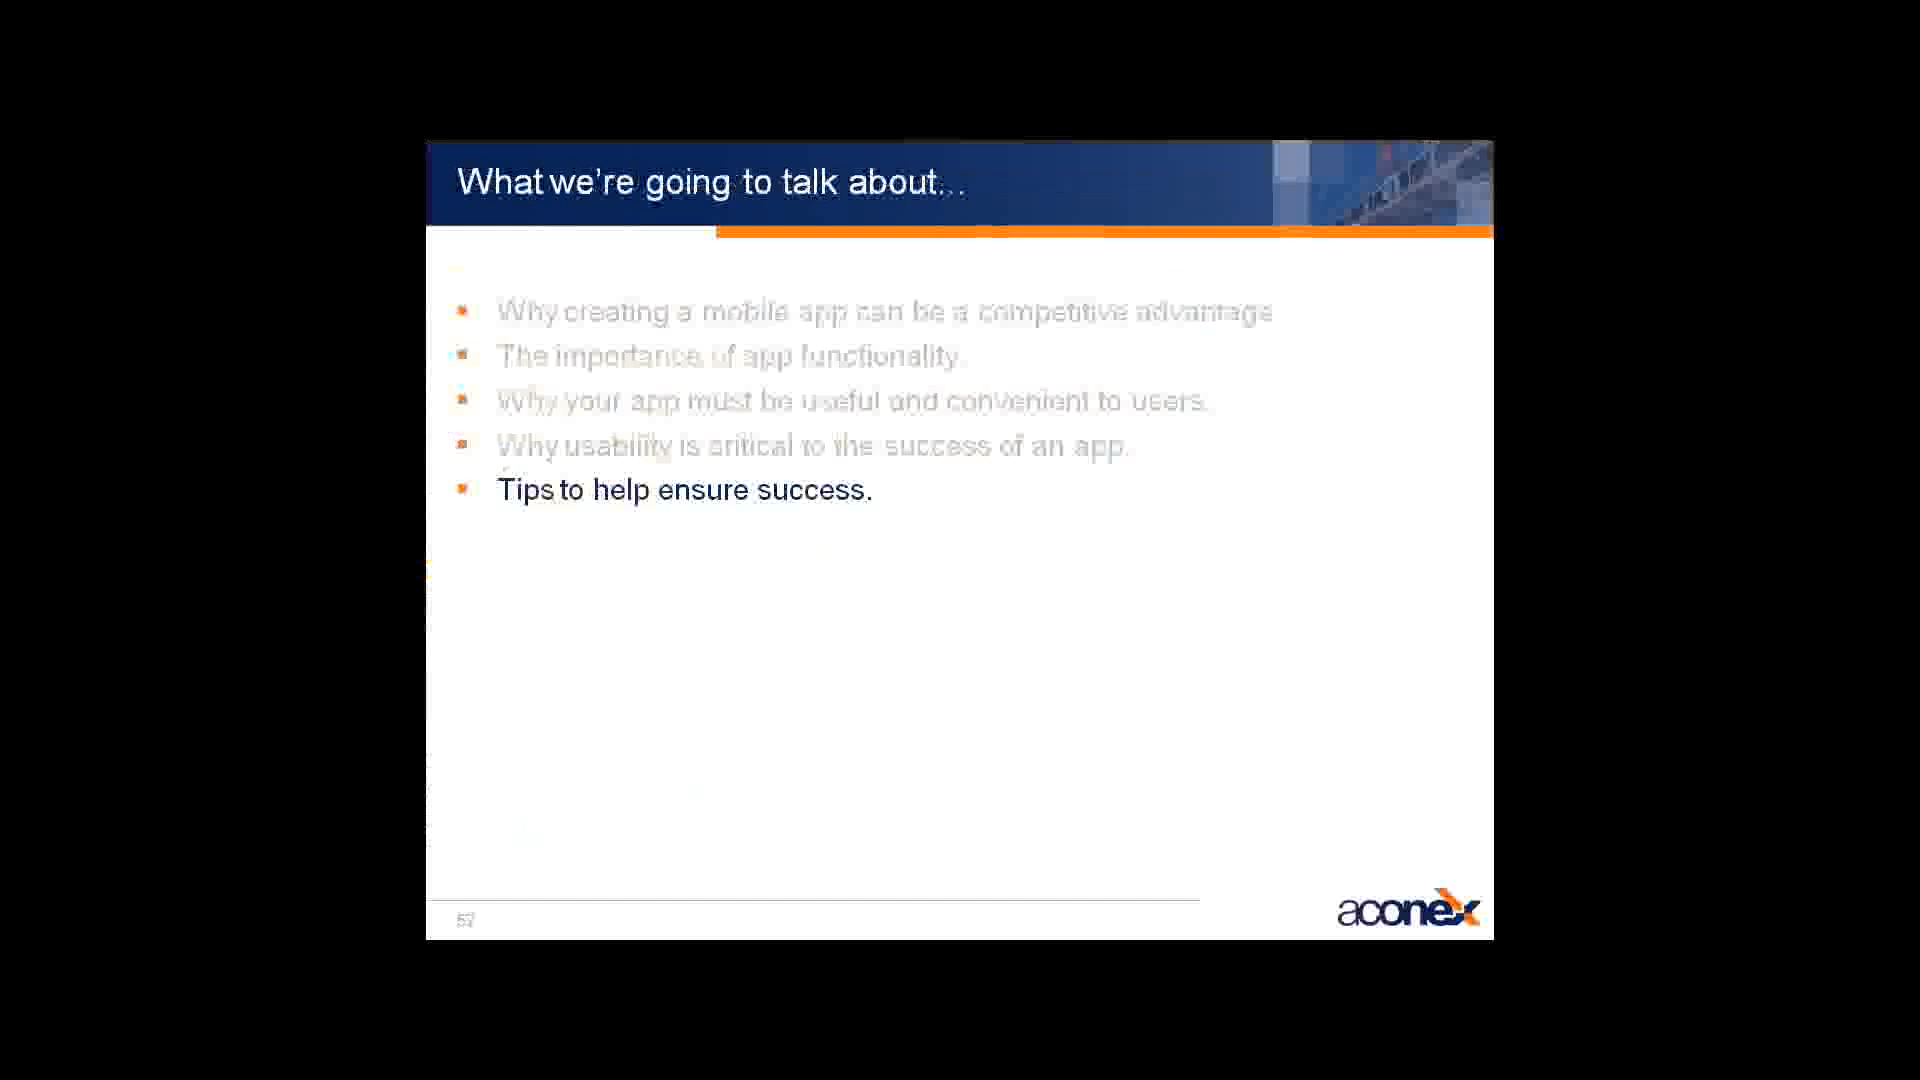 What we're going to talk about...
Why creating a mobile app can be a competitive advantage
The importance of app functionality.
Why your app must be useful and convenient to users.
Why usability is critical to the success of an app.
Tips to help ensure success.
57
aconex